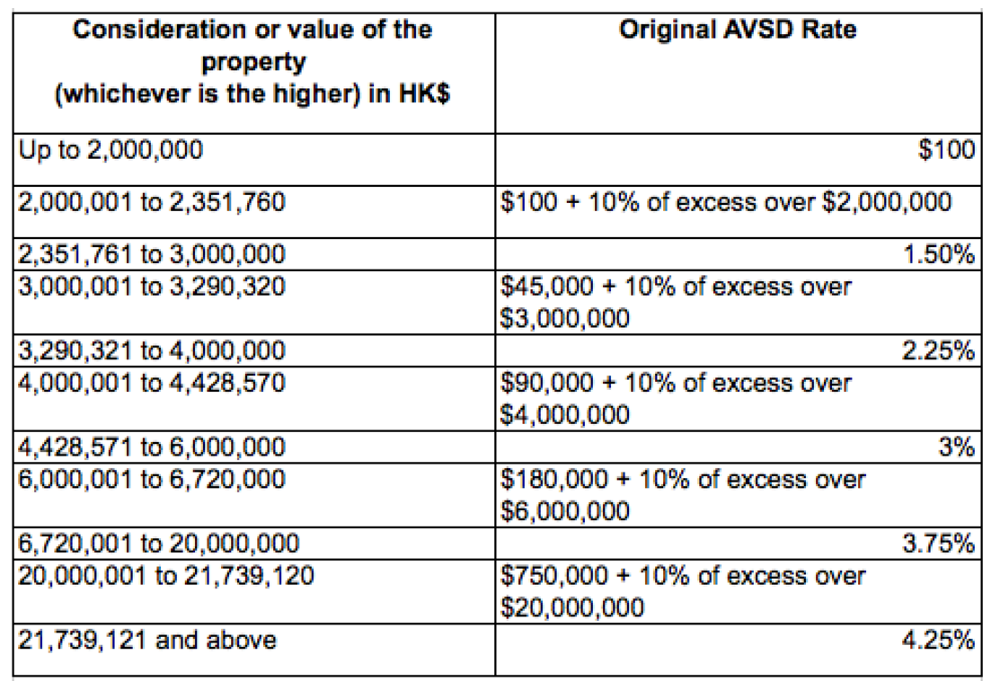 Consideration or value of the
property
(whichever is the higher) in HK$
Original AVSD Rate
Up to 2,000,000
$100
2,000,001 to 2,351,760
$100 + 10% of excess over $2,000,000
2,351,761 to 3,000,000
1.50%
3,000,001 to 3,290,320
$45,000 + 10% of excess over
$3,000,000
3,290,321 to 4,000,000
2.25%
4,000,001 to 4,428,570
$90,000 + 10% of excess over
$4,000,000
4,428,571 to 6,000,000
3%
6,000,001 to 6,720,000
$180,000 + 10% of excess over
$6,000,000
6,720,001 to 20,000,000
3.75%
20,000,001 to 21,739,120
$750,000 + 10% of excess over
$20,000,000
21,739,121 and above
4.25%